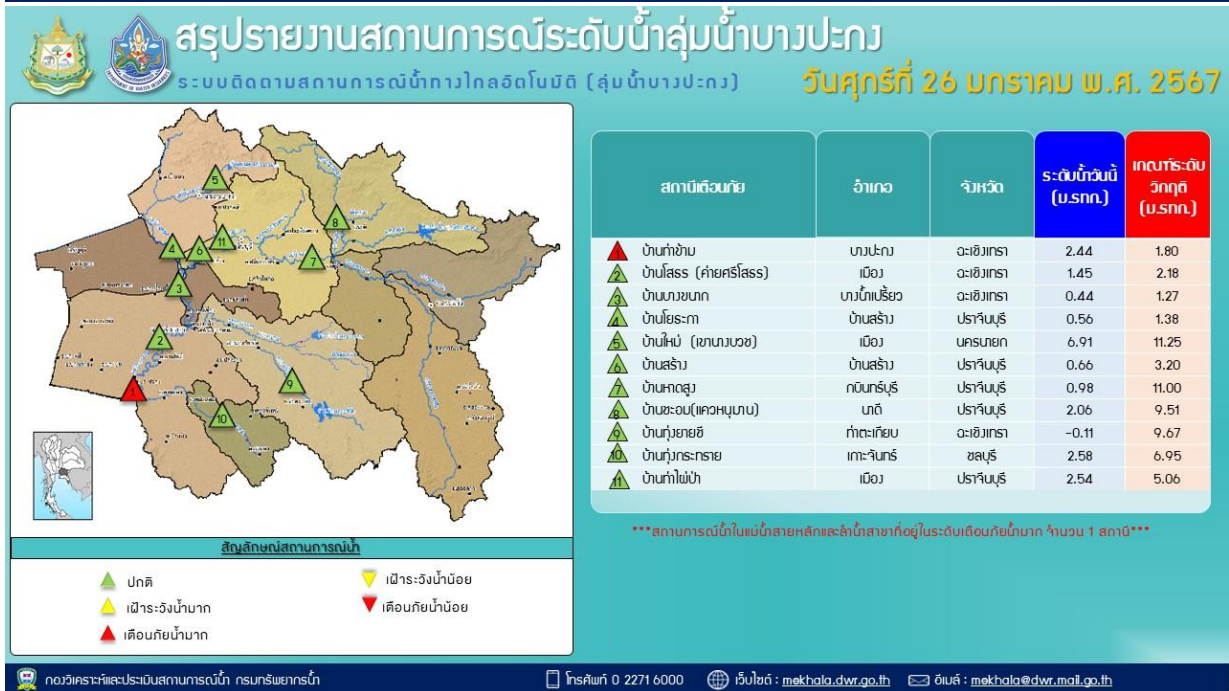 สรุปรายงานสถานการณ์ระดับน้ำลุ่มน้ำบางปะกง
ระบบติดตามสถานการณ์น้ำทางไกลอัตโนมัติ (ลุ่มน้ำบางปะกง)
วันศุกร์ที่ 26 มกราคม พ.ศ. 2567
5
8
11
4
6
7
3
2
9
1
10
สัญลักษณ์สถานการณ์น้ำ
ปกติ
เฝ้าระวังน้ำน้อย
เฝ้าระวังน้ำมาก
เตือนภัยน้ำน้อย
เตือนภัยน้ำมาก
สถานีเตือนภัย อำเภอ จังหวัด ระดับน้ำวันนี้ (ม.รทก.) เกณฑ์ระดับวิกฤติ (ม.รทก.)
1 บ้านท่าข้าม บางปะกง ฉะเชิงเทรา 2.44 1.80
2 บ้านโสธร (ค่ายศรีโสธร) เมือง ฉะเชิงเทรา 1.45 2.18
3 บ้านบางขนาก บางน้ำเปรี้ยว ฉะเชิงเทรา 0.44 1.27
4 บ้านโยธะกา บ้านสร้าง ปราจีนบุรี 0.56 1.38
5 บ้านใหม่ (เขานางบวช) เมือง นครนายก 6.91 11.25
6 บ้านสร้าง บ้านสร้าง ปราจีนบุรี 0.66 3.20
7 บ้านหาดสูง กบินทร์บุรี ปราจีนบุรี 0.98 11.00
8 บ้านซะอม(แควหนุมาน) นาดี ปราจีนบุรี 2.06 9.51
9 บ้านทุ่งยายชี ท่าตะเกียบ ฉะเชิงเทรา -0.11 9.67
10 บ้านทุ่งกระทราย เกาะจันทร์ ชลบุรี 2.58 6.95
11 บ้านท่าไผ่ป่า เมือง ปราจีนบุรี 2.54 5.06
***สถานการณ์น้ำในแม่น้ำสายหลักและลำน้ำสาขาที่อยู่ในระดับเตือนภัยน้ำมาก จำนวน 1 สถานี***
กองวิเคราะห์และประเมินสถานการณ์น้ำ กรมทรัพยากรน้ำ
โทรศัพท์ 0 2271 6000
เว็บไซต์ : mekhala.dwr.go.th
อีเมล์ : mekhala@dwr.mail.go.th